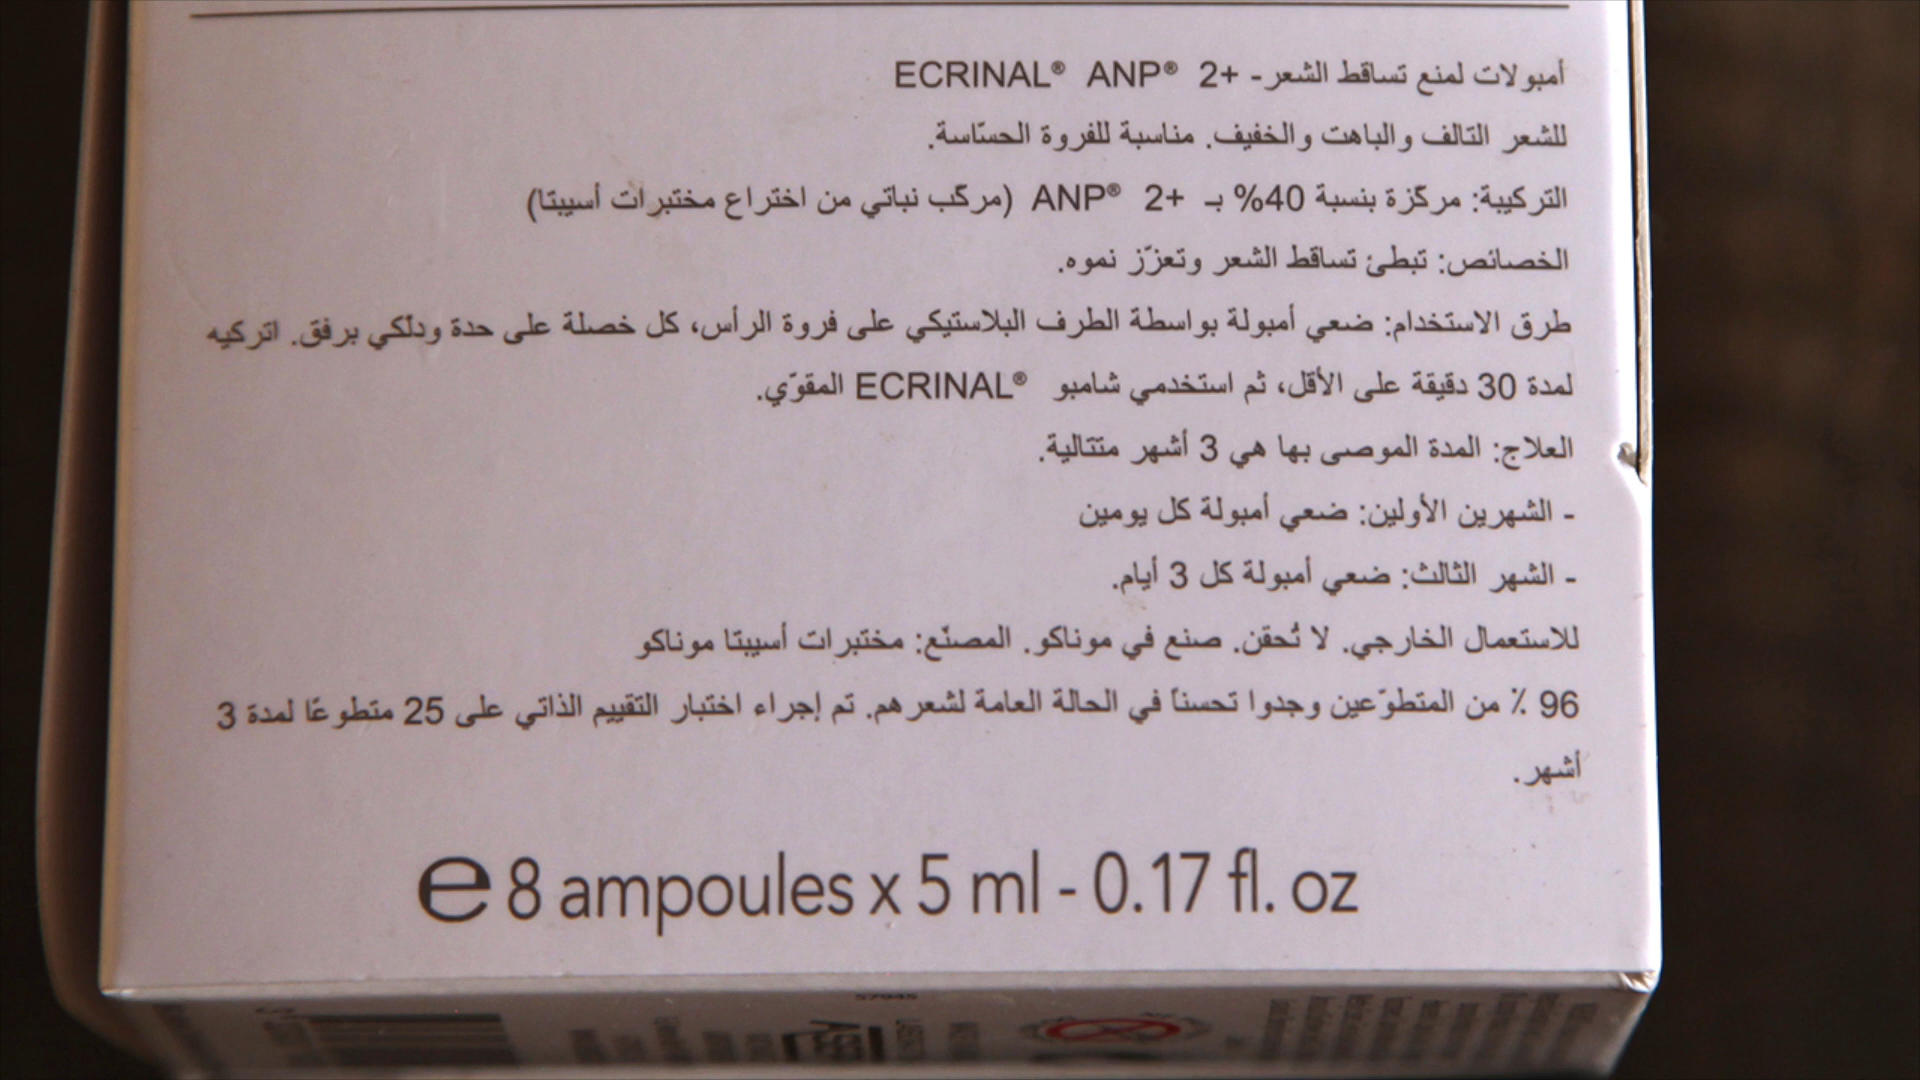 أمبولات لمنع تساقط الشعر- ECRINAL® ANP® 2+
للشعر التالف والباهت والخفيف. مناسبة للفروة الحسّاسة.
التركيبة: مركّزة بنسبة 40% بـ ANP® 2+ (مركّب نباتي من اختراع مختبرات أسيبتا)
الخصائص: تبطئ تساقط الشعر وتعزّز نموه.
طرق الاستخدام: ضعي أمبولة بواسطة الطرف البلاستيكي على فروة الرأس، كل خصلة على حدة ودلّكي برفق. اتركيه
لمدة 30 دقيقة على الأقل، ثم استخدمي شامبو ECRINAL® المقوّي.
العلاج: المدة الموصى بها هي 3 أشهر متتالية.
- الشهرين الأولين: ضعي أمبولة كل يومين
- الشهر الثالث: ضعي أمبولة كل 3 أيام.
للاستعمال الخارجي. لا تُحقن. صنع في موناكو. المصنّع: مختبرات أسيبتا موناكو
96 ٪ من المتطوّعين وجدوا تحسناً في الحالة العامة لشعرهم. تم إجراء اختبار التقييم الذاتي على 25 متطوعًا لمدة 3
أشهر.
e 8 ampoules x 5 ml - 0.17 fl. oz